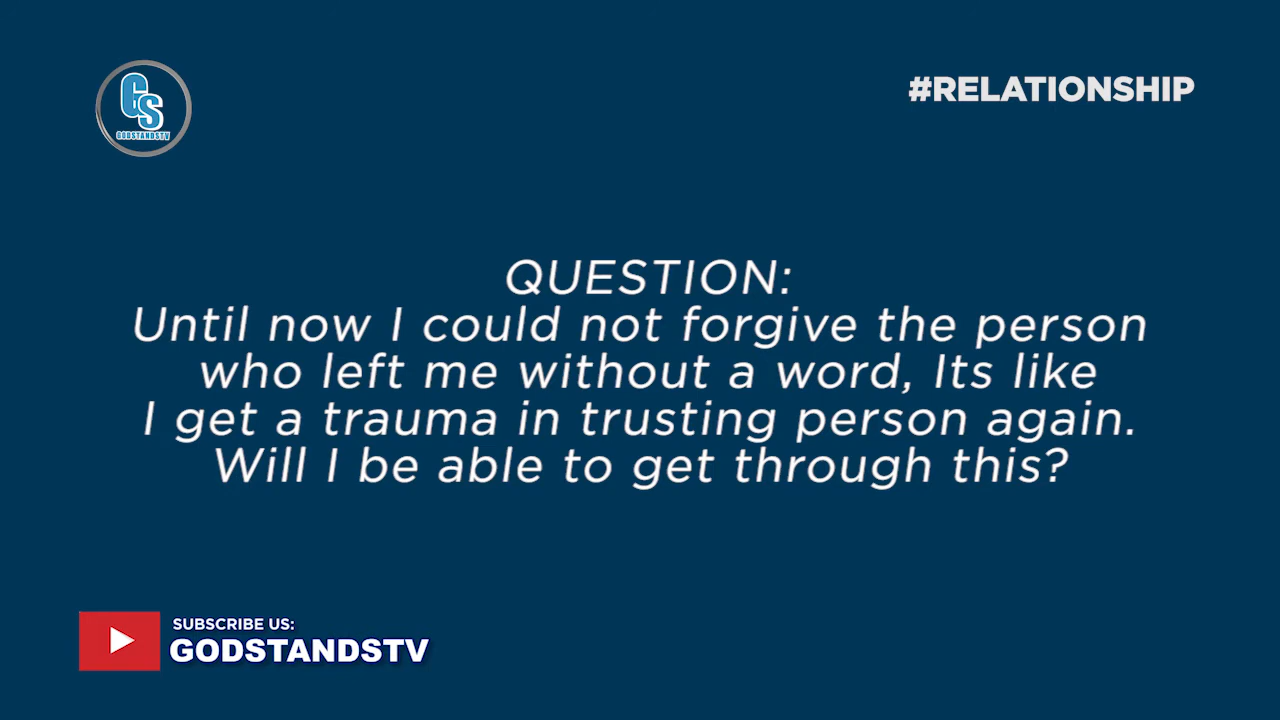 GS
GODSTANDSTV
#RELATIONSHIP
QUESTION:
Until now I could not forgive the person
who left me without a word, Its like
I get a trauma in trusting person again.
Will I be able to get through this?
SUBSCRIBE US:
GODSTANDSTV